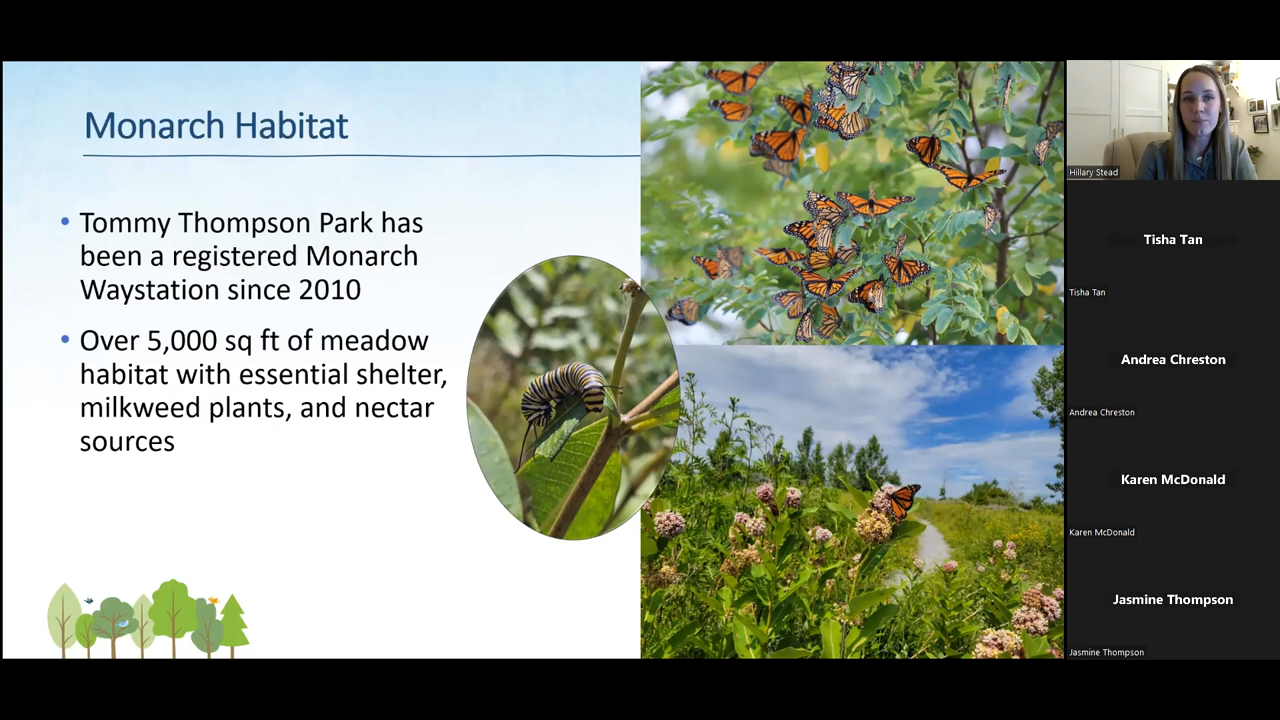 Monarch Habitat
• Tommy Thompson Park has
been a registered Monarch
Waystation since 2010
• Over 5,000 sq ft of meadow
habitat with essential shelter,
milkweed plants, and nectar
sources
Hillary Stead
Tisha Tan
Tisha Tan
Andrea Chreston
Andrea Chreston
Karen McDonald
Karen McDonald
Jasmine Thompson
Jasmine Thompson